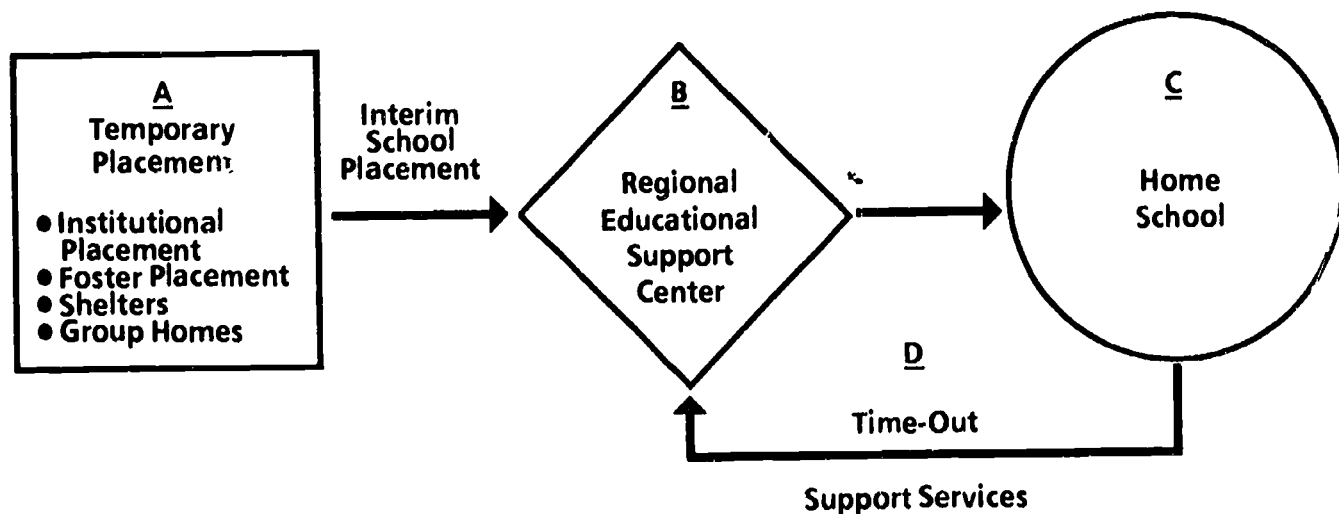 A
Temporary
Placement
● Institutional
Placement
● Foster Placement
● Shelters
● Group Homes
Interim
School
Placement
B
Regional
Educational
Support
Center
C
Home
School
D
Time-Out
Support Services